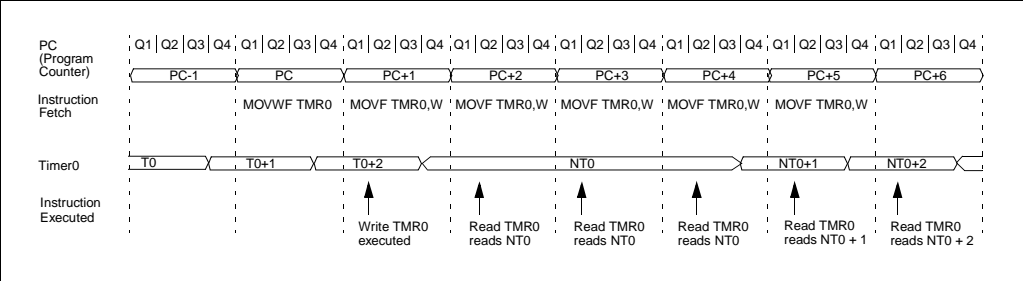 PC
(Program
Counter)
Q1 Q2 Q3 Q4 Q1 Q2 Q3 Q4 Q1 Q2 Q3 Q4 Q1 Q2 Q3 Q4 Q1 Q2 Q3 Q4 Q1 Q2 Q3 Q4 Q1 Q2 Q3 Q4 Q1 Q2 Q3 Q4
PC-1 PC PC+1 PC+2 PC+3 PC+4 PC+5 PC+6
Instruction
Fetch
MOVWF TMR0 MOVF TMR0,W MOVF TMR0,W MOVF TMR0,W MOVF TMR0,W MOVF TMR0,W
Timer0
T0 T0+1 T0+2 NT0 NT0+1 NT0+2
Instruction
Executed
Write TMR0
executed
Read TMR0
reads NT0
Read TMR0
reads NT0
Read TMR0
reads NT0
Read TMR0
reads NT0 + 1
Read TMR0
reads NT0 + 2